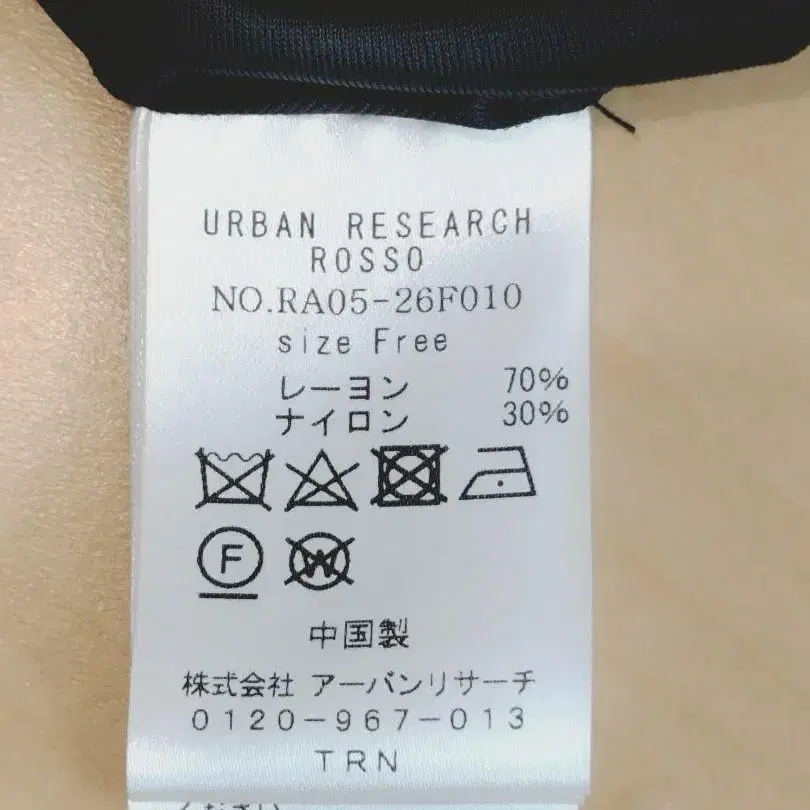 URBAN RESEARCH
ROSSO
NO.RA05-26F010
size Free
レーヨン 70%
ナイロン 30%
F W
中国製
株式会社 アーバンリサーチ
0120-967-013
TRN